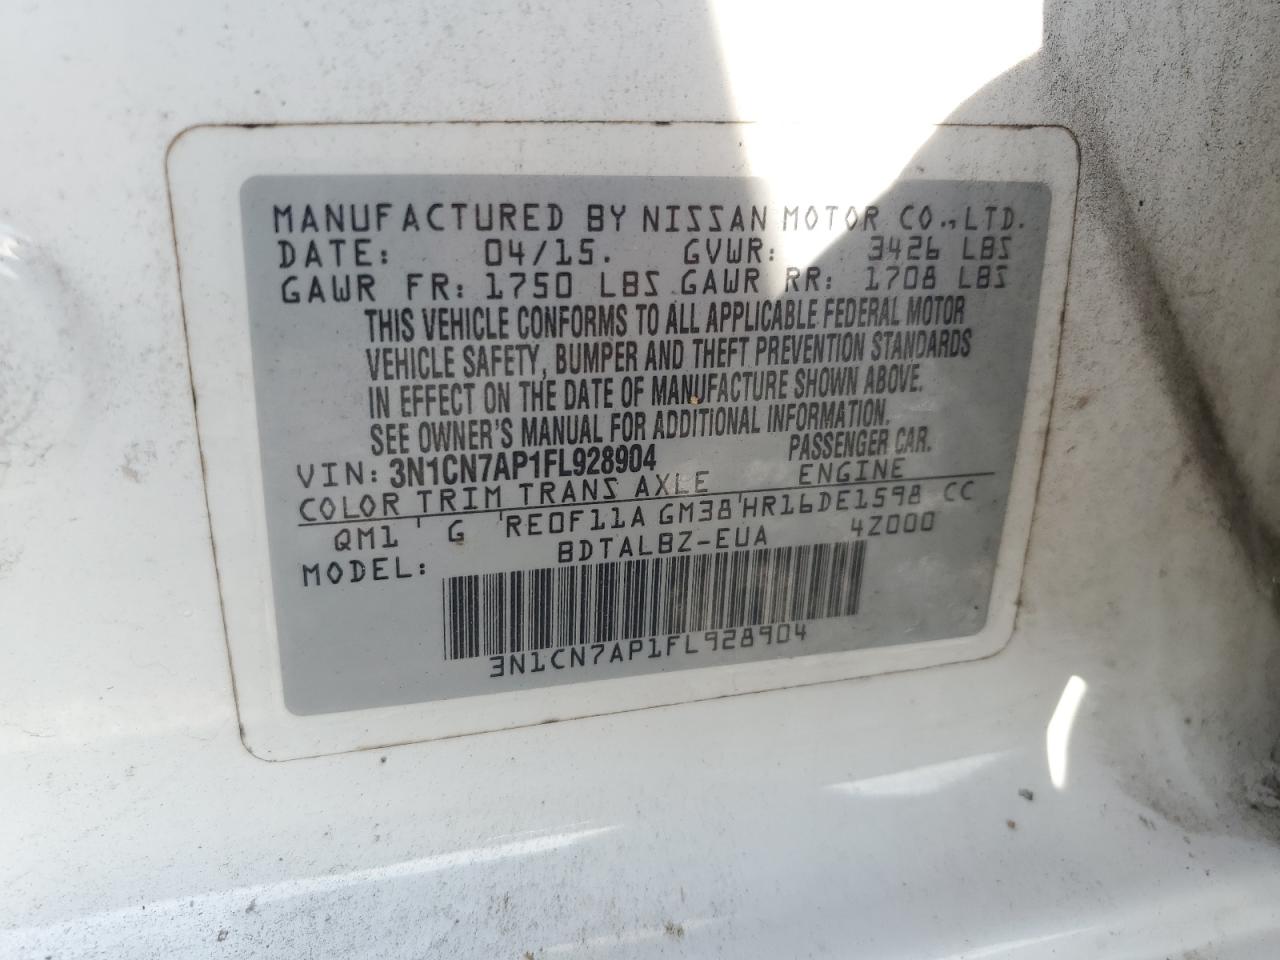 MANUFACTURED BY NISSAN MOTOR CO.,LTD.
DATE: 04/15. GVWR: 3426 LBS
GAWR FR: 1750 LBS GAWR RR: 1708 LBS
THIS VEHICLE CONFORMS TO ALL APPLICABLE FEDERAL MOTOR
VEHICLE SAFETY, BUMPER AND THEFT PREVENTION STANDARDS
IN EFFECT ON THE DATE OF MANUFACTURE SHOWN ABOVE.
SEE OWNER'S MANUAL FOR ADDITIONAL INFORMATION.
VIN: 3N1CN7AP1FL928904 PASSENGER CAR.
COLOR TRIM TRANS AXLE ENGINE
QM1 ' G 'RE0F11A GM38'HR16DE1598 CC
MODEL: BDTALBZ-EUA 4Z000
3N1CN7AP1FL928904